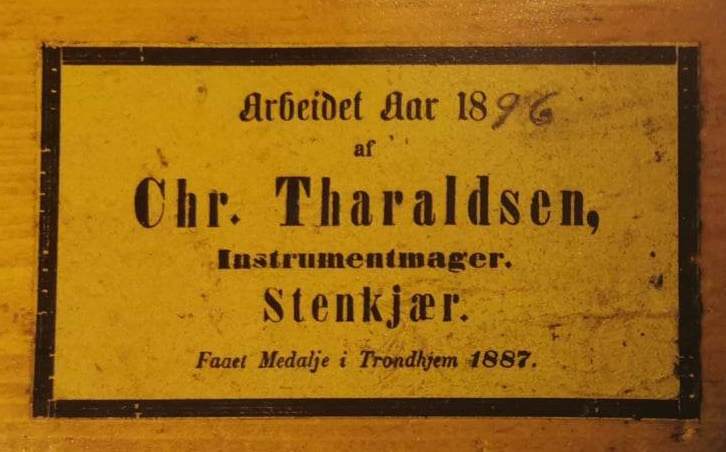 Arbeidet Aar 1896
af
Chr. Tharaldsen,
Instrumentmager.
Stenkjær.
Faaet Medalje i Trondhjem 1887.